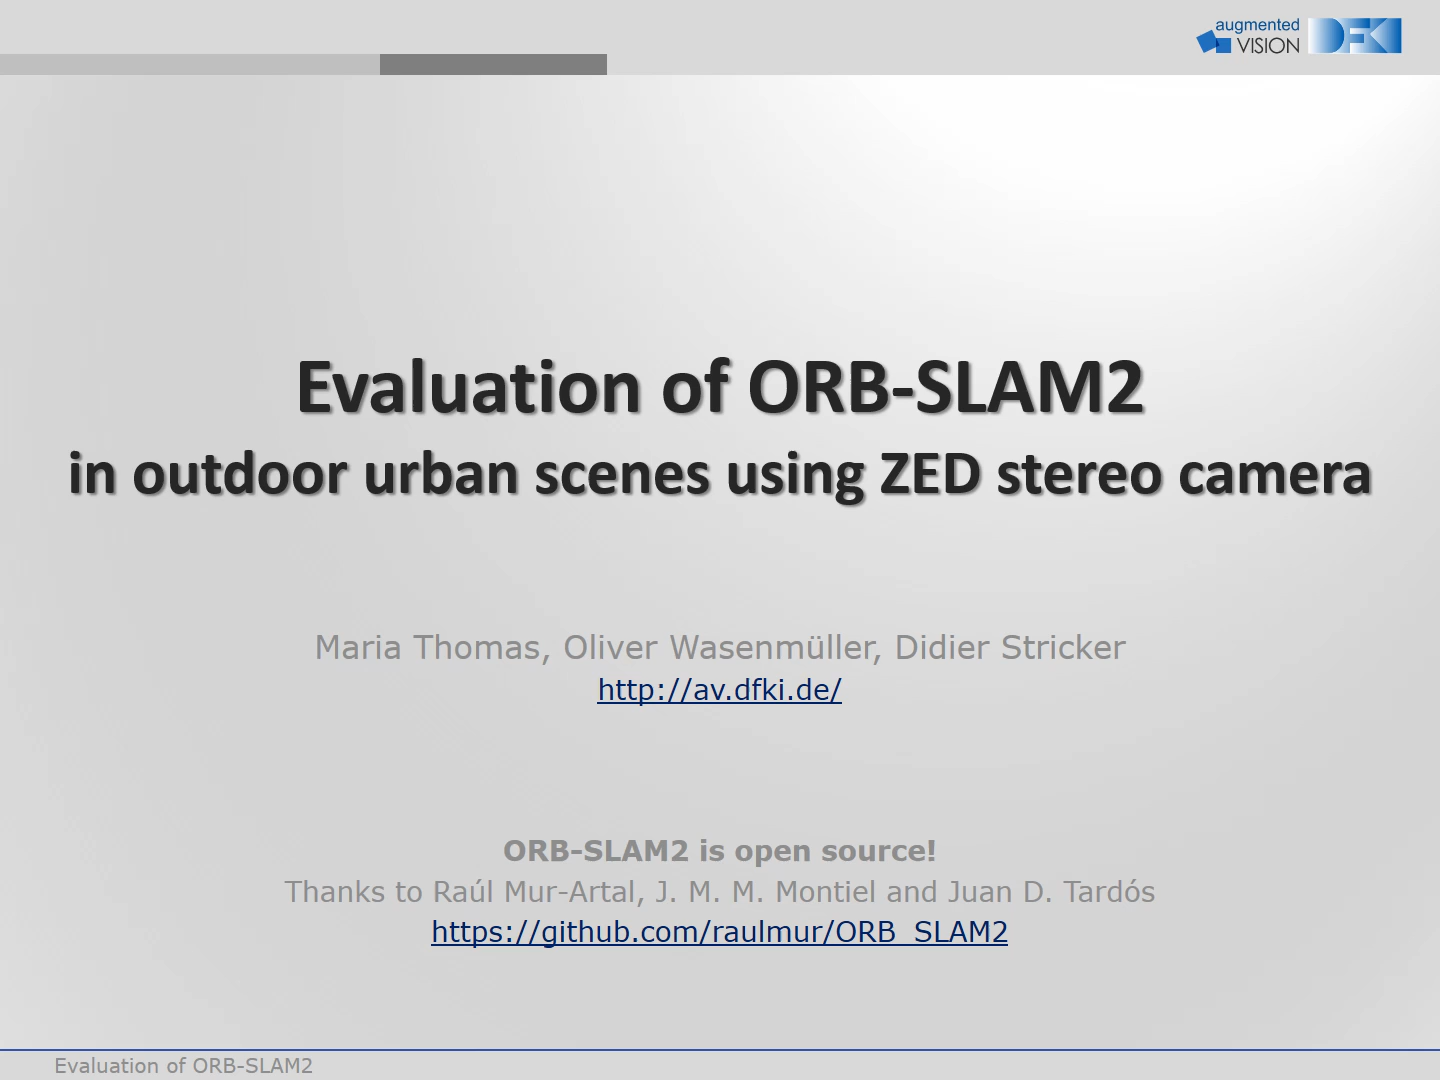 augmented
VISION
DFKI
Evaluation of ORB-SLAM2
in outdoor urban scenes using ZED stereo camera
Maria Thomas, Oliver Wasenmüller, Didier Stricker
http://av.dfki.de/
ORB-SLAM2 is open source!
Thanks to Raúl Mur-Artal, J. M. M. Montiel and Juan D. Tardós
https://github.com/raulmur/ORB_SLAM2
Evaluation of ORB-SLAM2